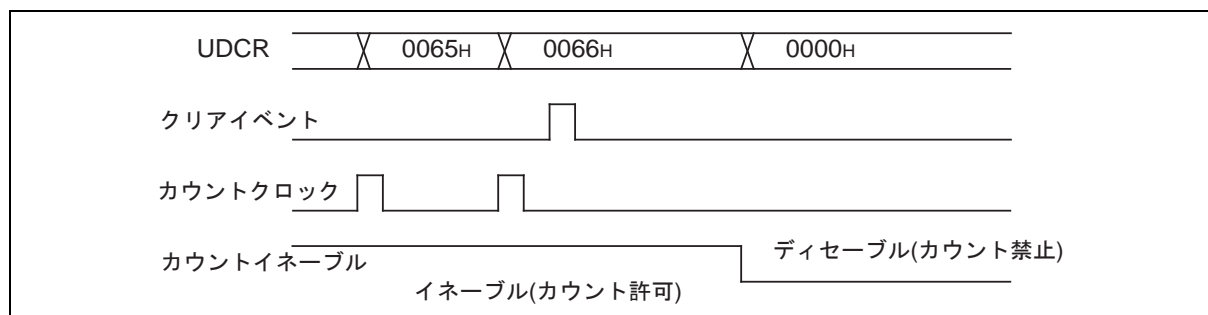 UDCR 0065H 0066H 0000H
クリアイベント
カウントクロック
カウントイネーブル ディセーブル(カウント禁止)
イネーブル(カウント許可)